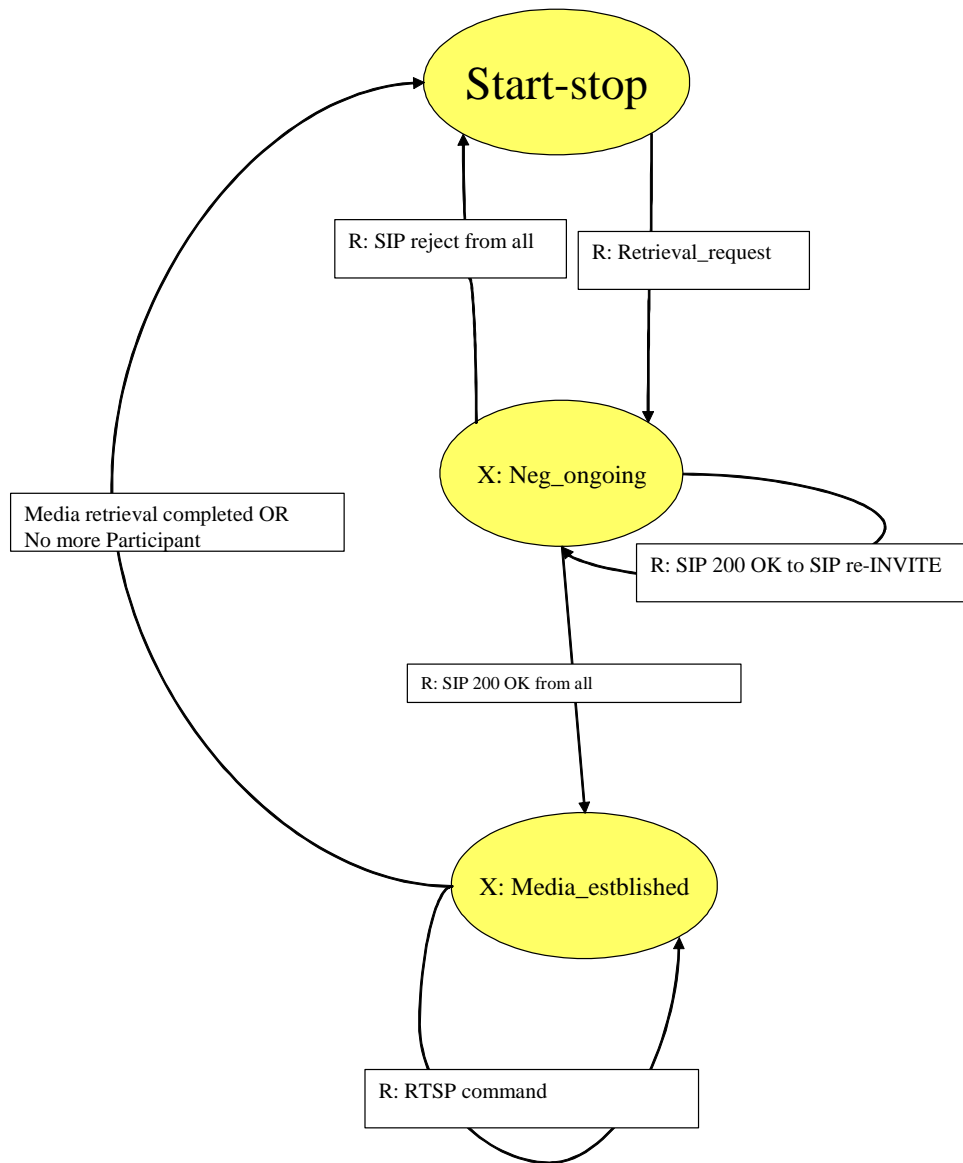 Start-stop
R: SIP reject from all
R: Retrieval_request
X: Neg_ongoing
Media retrieval completed OR
No more Participant
R: SIP 200 OK to SIP re-INVITE
R: SIP 200 OK from all
X: Media_estblished
R: RTSP command